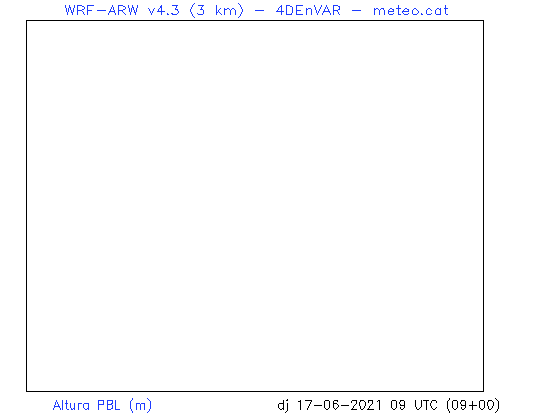 WRF-ARW v4.3 (3 km) - 4DEnVAR - meteo.cat
Altura PBL (m) dj 17-06-2021 09 UTC (09+00)